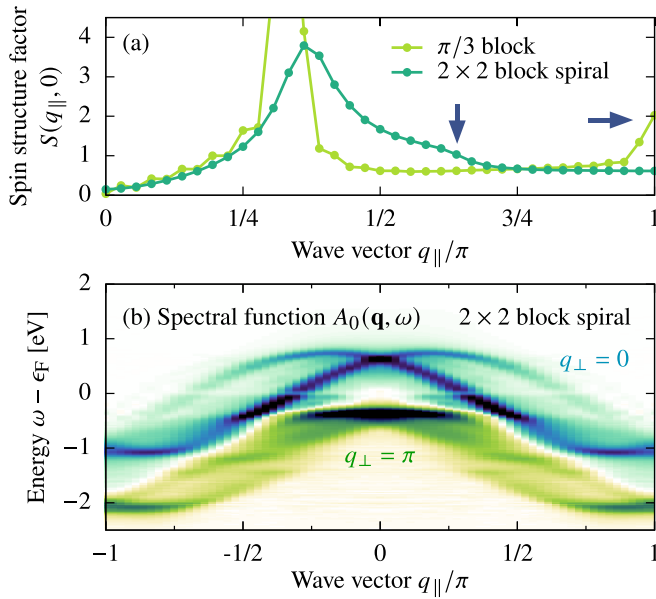 (a)
π/3 block
2 × 2 block spiral
Spin structure factor
S(q∥, 0)
4
3
2
1
0
0 1/4 1/2 3/4 1
Wave vector q∥/π
(b) Spectral function A₀(q, ω) 2 × 2 block spiral
q⊥ = 0
q⊥ = π
Energy ω − ϵF [eV]
2
1
0
−1
−2
−1 -1/2 0 1/2 1
Wave vector q∥/π